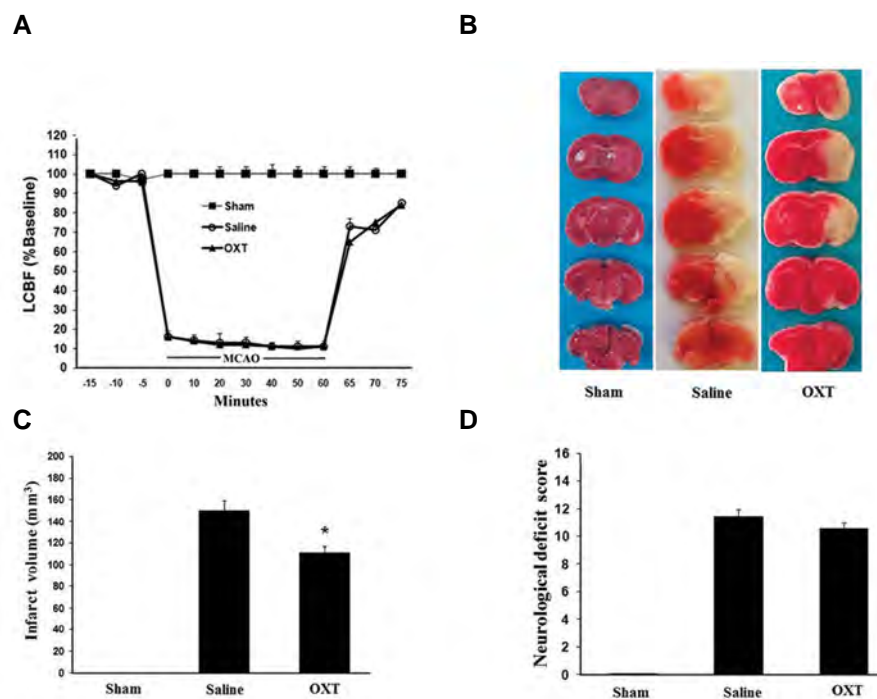 A
B
120
110
100
90
80
70
60
50
40
30
20
10
0
LCBF (%Baseline)
Sham
Saline
OXT
MCAO
-15 -10 -5 0 10 20 30 40 50 60 65 70 75
Minutes
Sham Saline OXT
C
D
200
180
160
140
120
100
80
60
40
20
0
Infarct volume (mm³)
*
Sham Saline OXT
16
14
12
10
8
6
4
2
0
Neurological deficit score
Sham Saline OXT